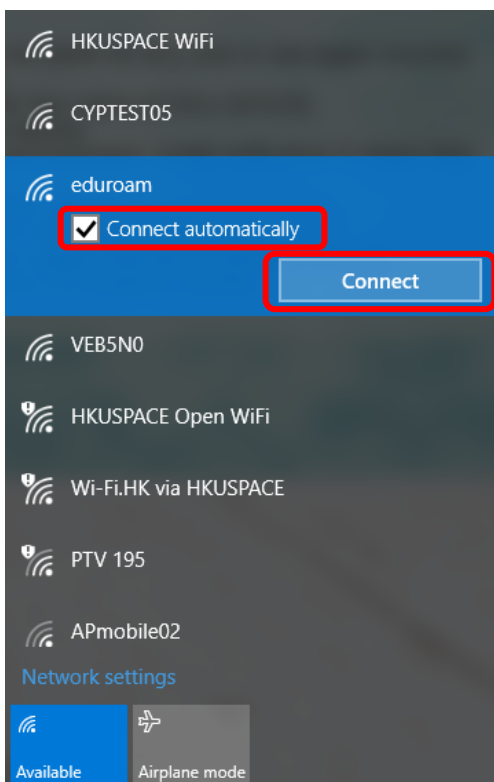 HKUSPACE WiFi
CYPTEST05
eduroam
Connect automatically
Connect
VEB5N0
HKUSPACE Open WiFi
Wi-Fi.HK via HKUSPACE
PTV 195
APmobile02
Network settings
Available
Airplane mode